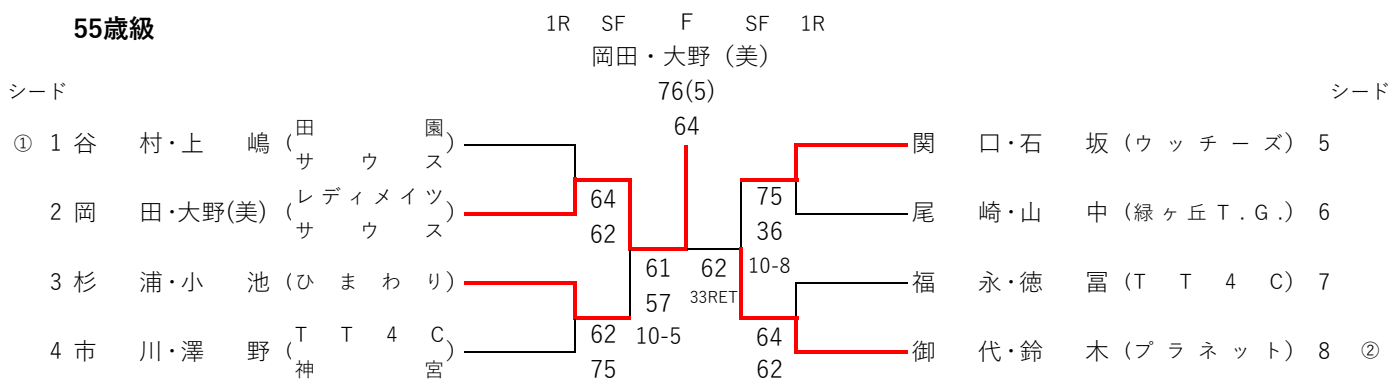 55歳級
1R SF F SF 1R
岡田・大野（美）
シード 76(5) シード
64
① 1 谷村・上嶋 (田園サウス) 関口・石坂 (ウッチーズ) 5
2 岡田・大野(美) (レディメイツサウス) 64 75 尾崎・山中 (緑ヶ丘T.G.) 6
62 36
61 62 10-8
3 杉浦・小池 (ひまわり) 福永・徳冨 (TT4C) 7
57 33RET
62 10-5 64
4 市川・澤野 (TT4C神宮) 御代・鈴木 (プラネット) 8 ②
75 62